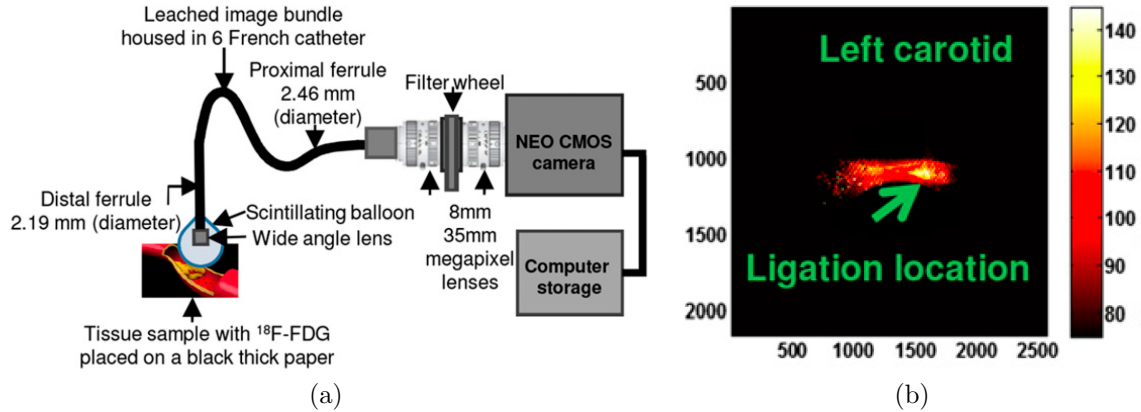 Leached image bundle
housed in 6 French catheter
Proximal ferrule
2.46 mm
(diameter)
Filter wheel
NEO CMOS
camera
Distal ferrule
2.19 mm (diameter)
Scintillating balloon
Wide angle lens
8mm
35mm
megapixel
lenses
Computer
storage
Tissue sample with ¹⁸F-FDG
placed on a black thick paper
(a)
Left carotid
Ligation location
500
1000
1500
2000
500 1000 1500 2000 2500
140
130
120
110
100
90
80
(b)